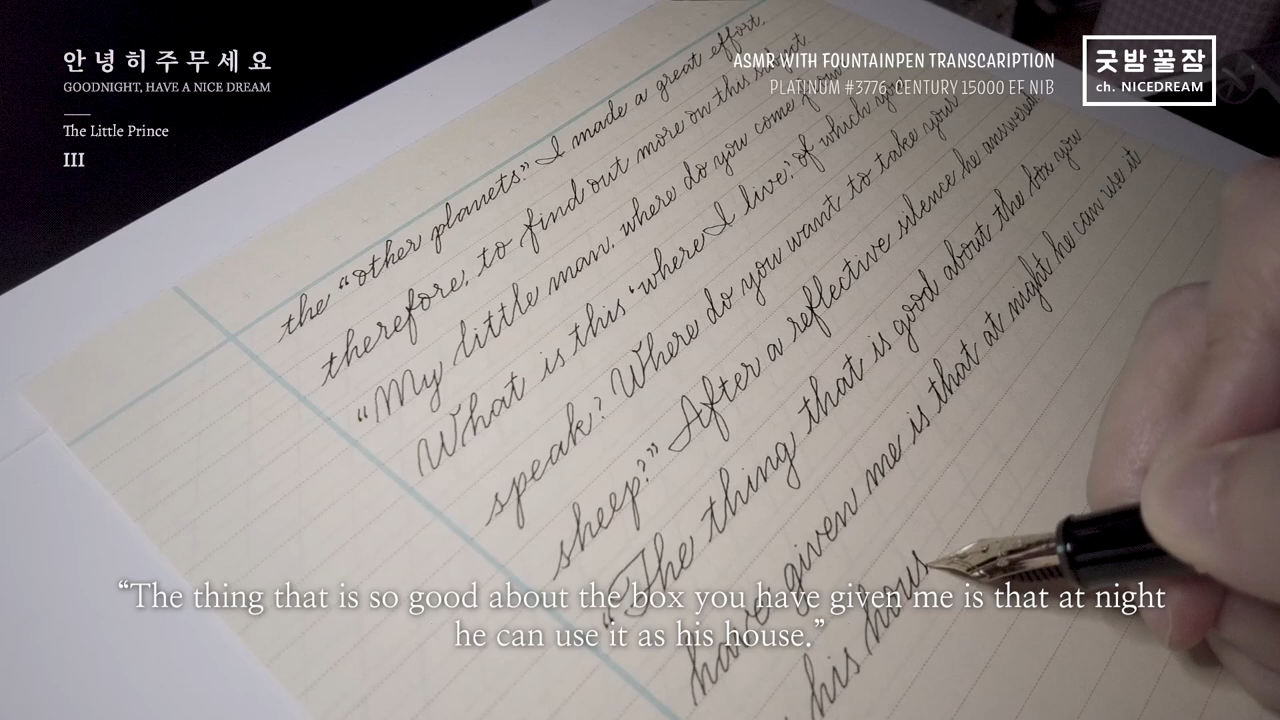 안녕히주무세요
GOODNIGHT, HAVE A NICE DREAM
The Little Prince
III
ASMR WITH FOUNTAINPEN TRANSCARIPTION
PLATINUM #3776, CENTURY 15000 EF NIB
굿밤꿀잠
ch. NICEDREAM
the “other planets.” I made a great effort,
therefore, to find out more on this subject
“My little man, where do you come from
What is this ‘where I live,’ of which you
speak? Where do you want to take your
sheep?” After a reflective silence he answered
“The thing that is good about the box you
have given me is that at night he can use it
his hous
“The thing that is so good about the box you have given me is that at night
he can use it as his house.”